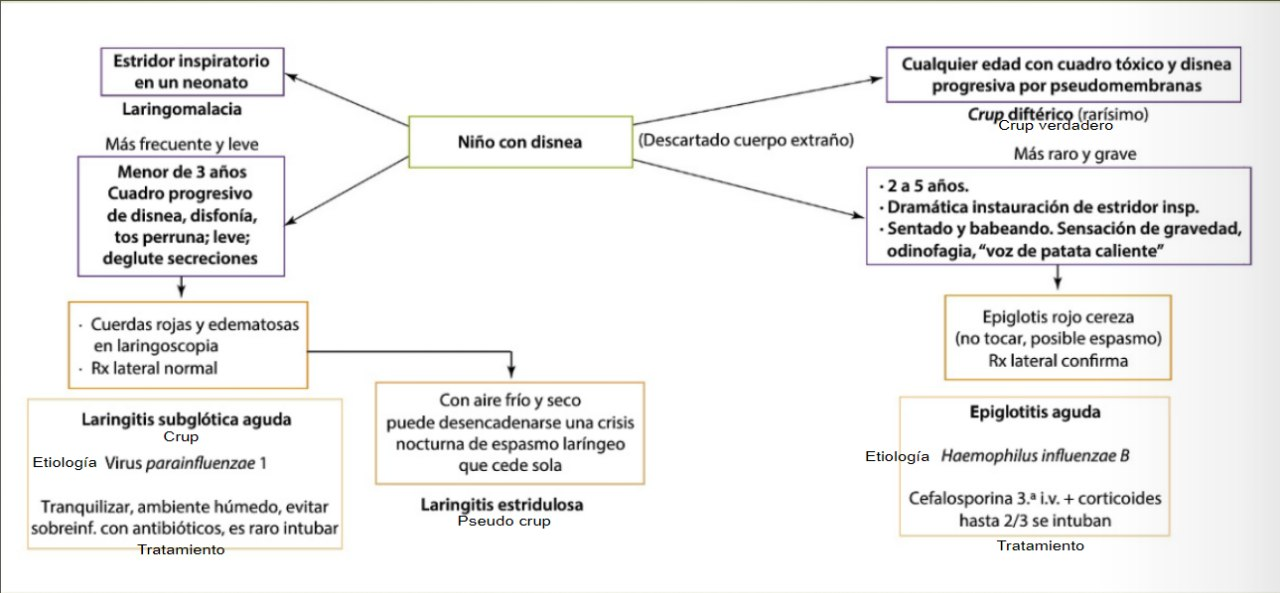 Niño con disnea
(Descartado cuerpo extraño)
Estridor inspiratorio
en un neonato
Laringomalacia
Más frecuente y leve
Menor de 3 años
Cuadro progresivo
de disnea, disfonía,
tos perruna; leve;
deglute secreciones
· Cuerdas rojas y edematosas
en laringoscopia
· Rx lateral normal
Laringitis subglótica aguda
Crup
Etiología Virus parainfluenzae 1
Tranquilizar, ambiente húmedo, evitar
sobreinf. con antibióticos, es raro intubar
Tratamiento
Con aire frío y seco
puede desencadenarse una crisis
nocturna de espasmo laríngeo
que cede sola
Laringitis estridulosa
Pseudo crup
Cualquier edad con cuadro tóxico y disnea
progresiva por pseudomembranas
Crup diftérico (rarísimo)
Crup verdadero
Más raro y grave
· 2 a 5 años.
· Dramática instauración de estridor insp.
· Sentado y babeando. Sensación de gravedad,
odinofagia, “voz de patata caliente”
Epiglotis rojo cereza
(no tocar, posible espasmo)
Rx lateral confirma
Epiglotitis aguda
Etiología Haemophilus influenzae B
Cefalosporina 3.ª i.v. + corticoides
hasta 2/3 se intuban
Tratamiento